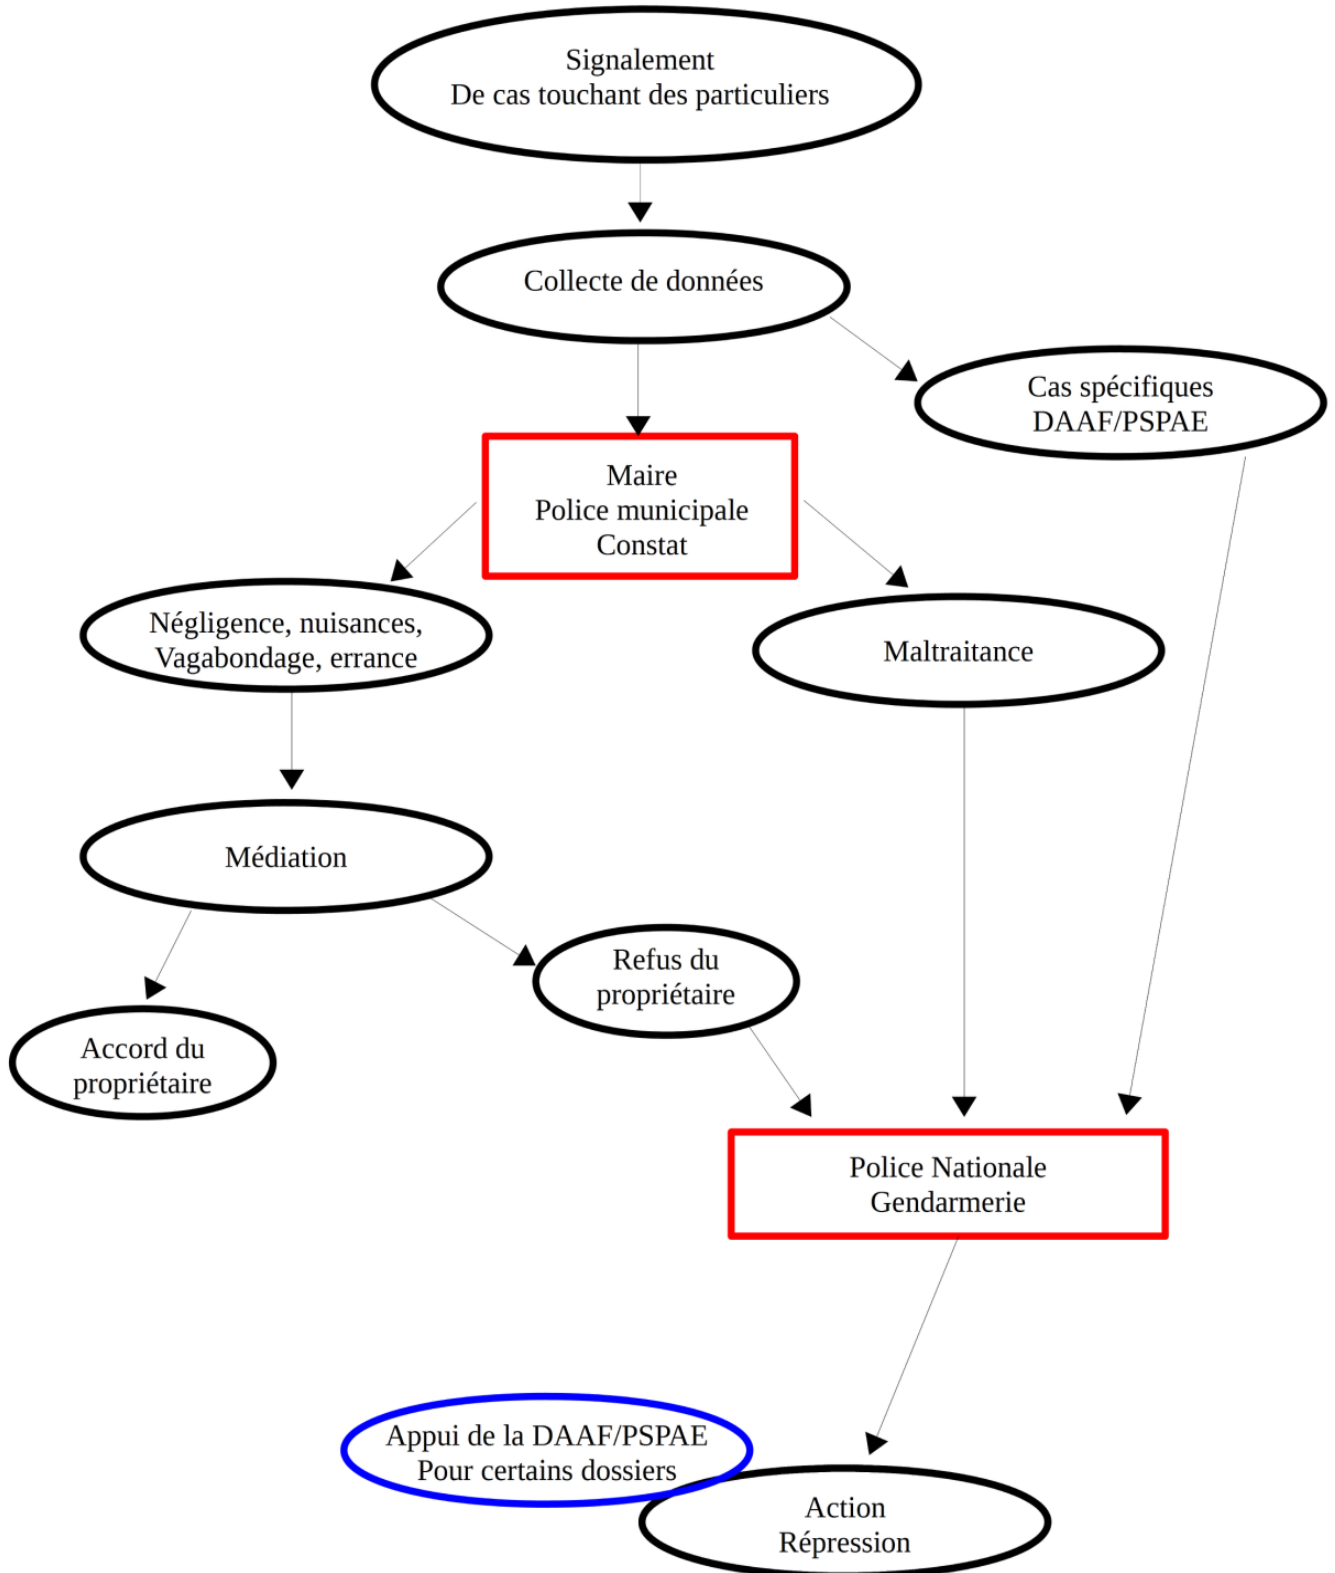 Signalement
De cas touchant des particuliers
Collecte de données
Cas spécifiques
DAAF/PSPAE
Maire
Police municipale
Constat
Négligence, nuisances,
Vagabondage, errance
Maltraitance
Médiation
Refus du
propriétaire
Accord du
propriétaire
Police Nationale
Gendarmerie
Appui de la DAAF/PSPAE
Pour certains dossiers
Action
Répression